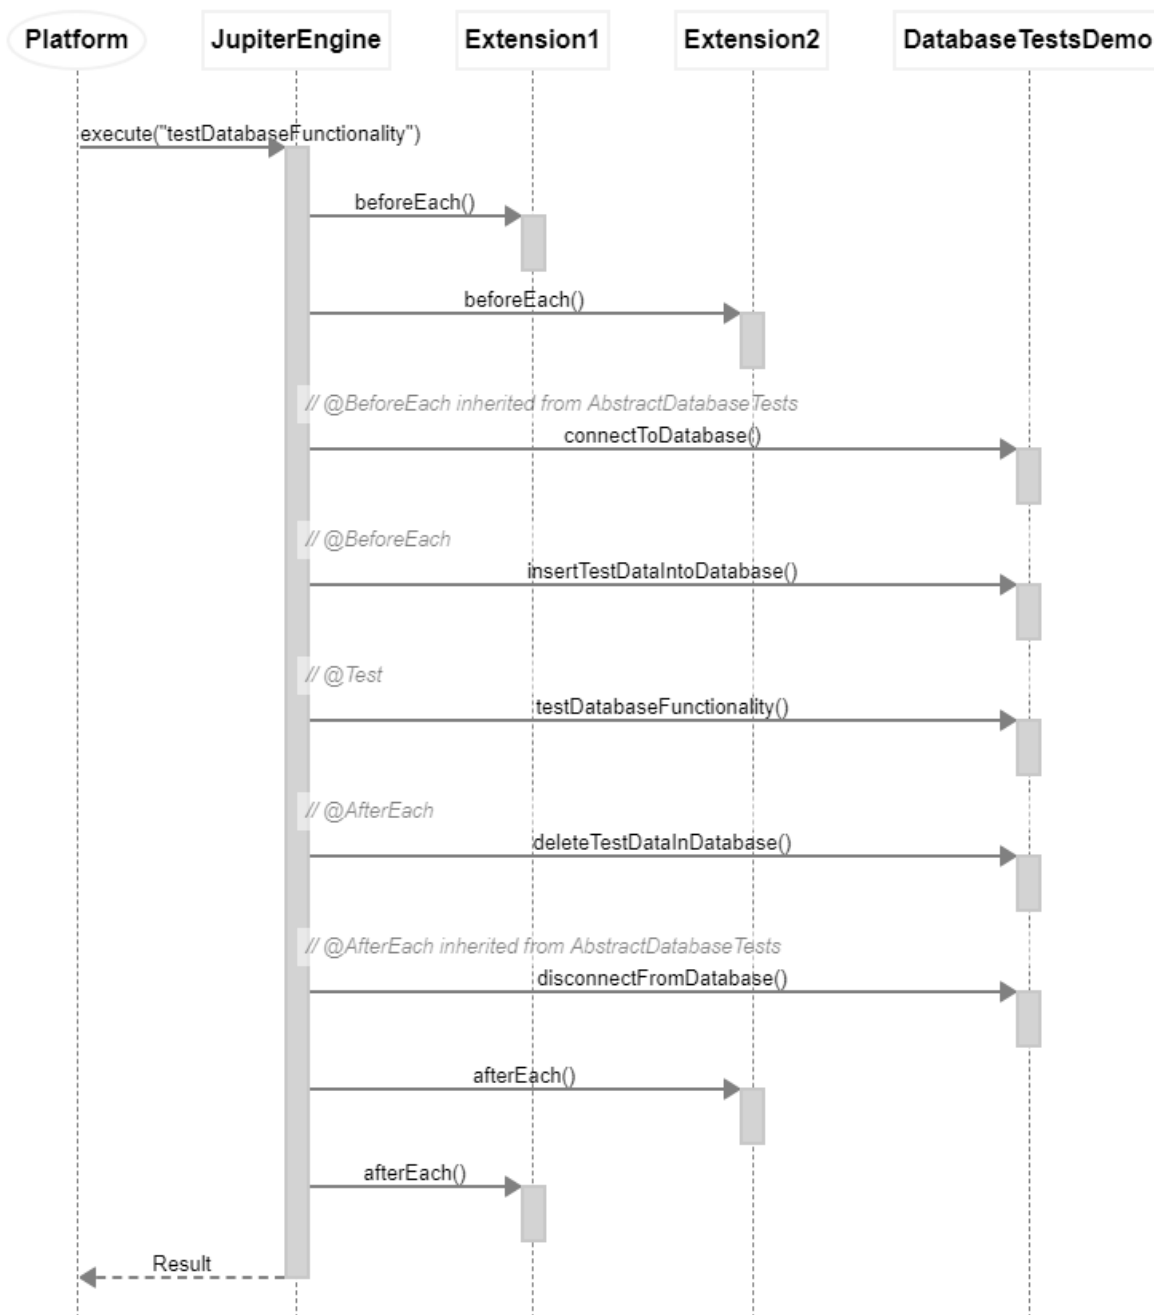 Platform
JupiterEngine
Extension1
Extension2
DatabaseTestsDemo
execute("testDatabaseFunctionality")
beforeEach()
beforeEach()
// @BeforeEach inherited from AbstractDatabaseTests
connectToDatabase()
// @BeforeEach
insertTestDataIntoDatabase()
// @Test
testDatabaseFunctionality()
// @AfterEach
deleteTestDataInDatabase()
// @AfterEach inherited from AbstractDatabaseTests
disconnectFromDatabase()
afterEach()
afterEach()
Result